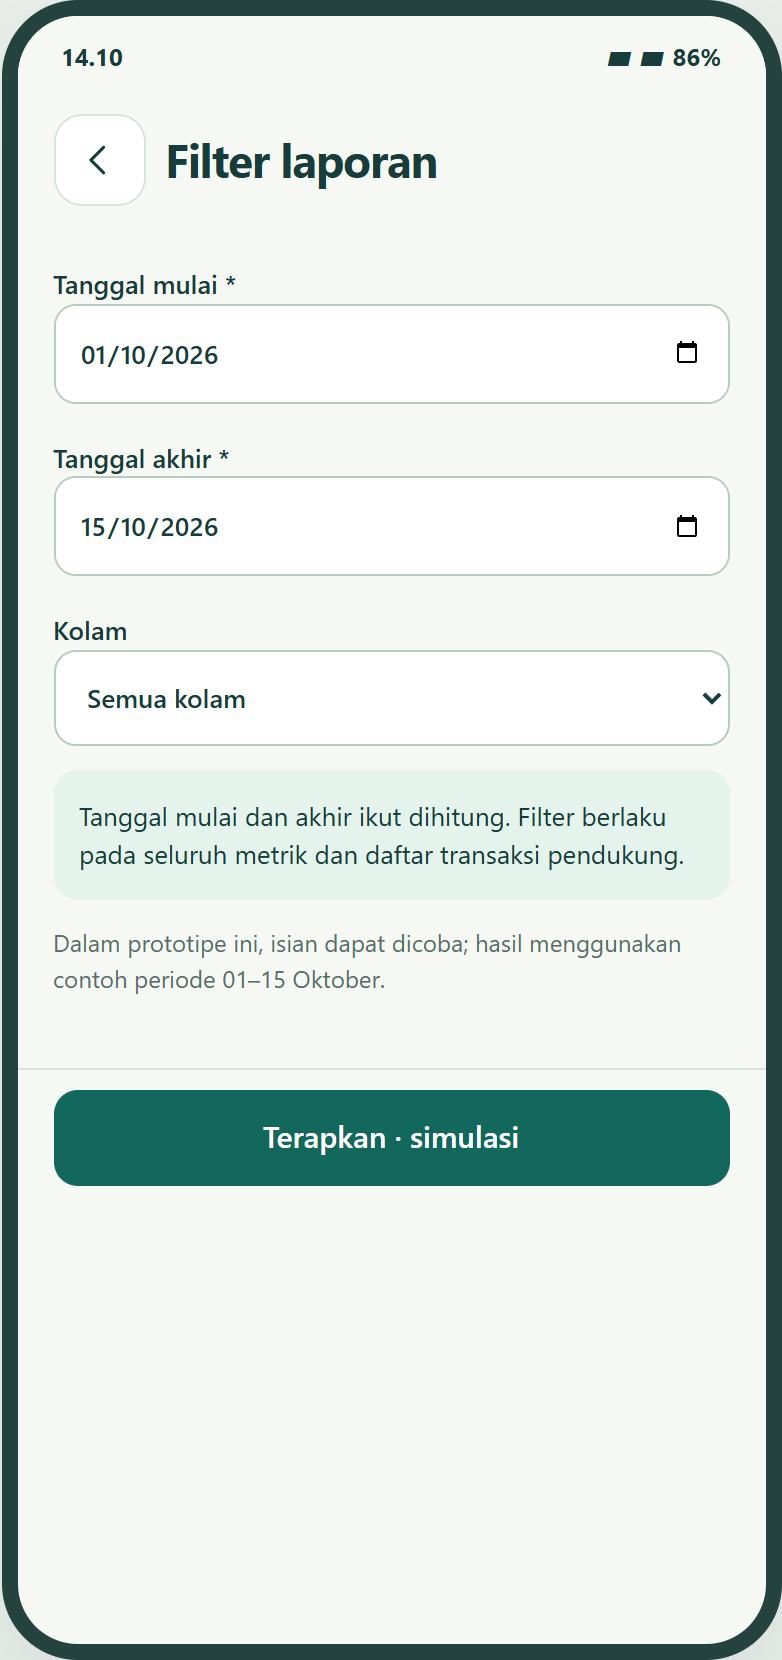 14.10
86%
Filter laporan
Tanggal mulai *
01/10/2026
Tanggal akhir *
15/10/2026
Kolam
Semua kolam
Tanggal mulai dan akhir ikut dihitung. Filter berlaku
pada seluruh metrik dan daftar transaksi pendukung.
Dalam prototipe ini, isian dapat dicoba; hasil menggunakan
contoh periode 01–15 Oktober.
Terapkan · simulasi